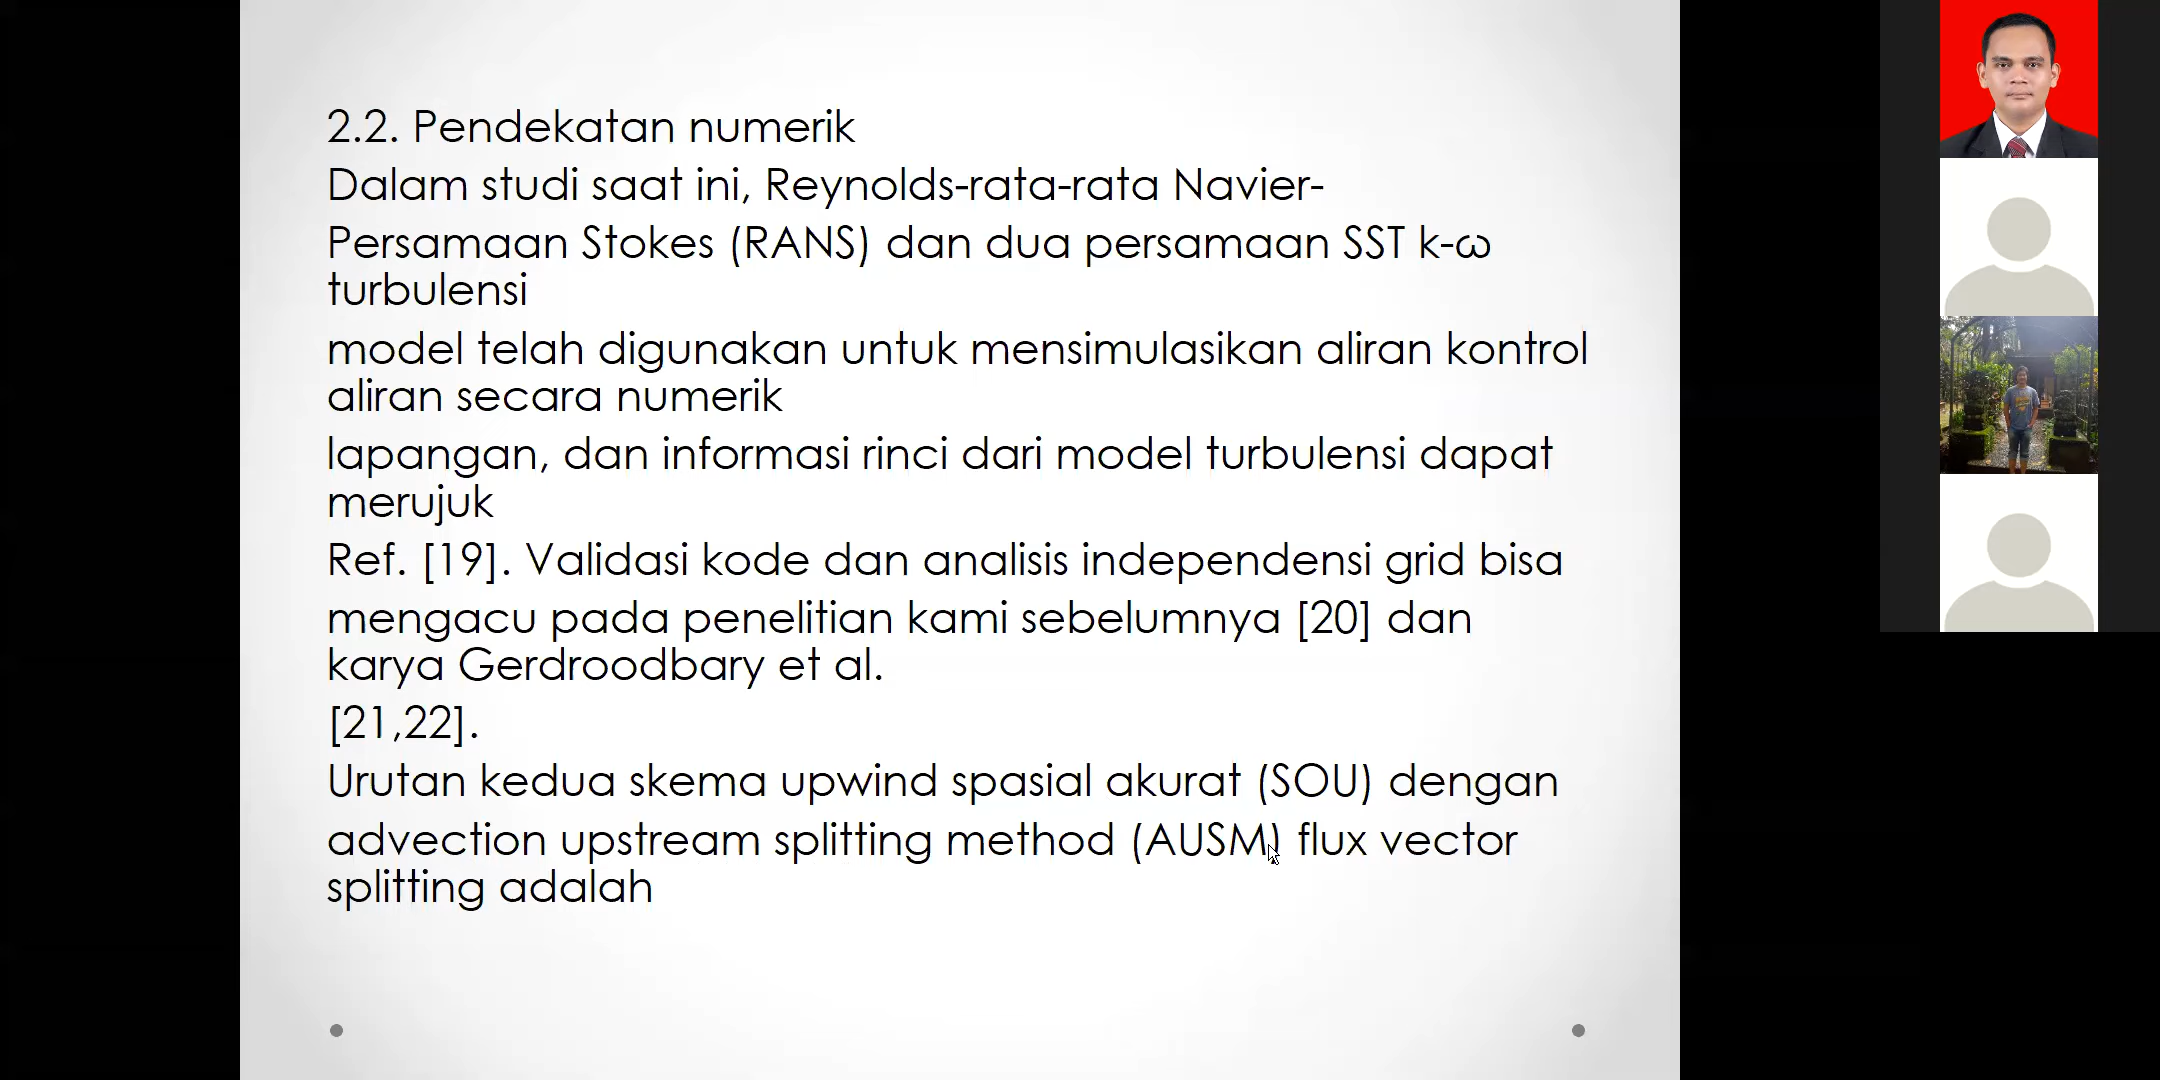 2.2. Pendekatan numerik
Dalam studi saat ini, Reynolds-rata-rata Navier-
Persamaan Stokes (RANS) dan dua persamaan SST k-ω
turbulensi
model telah digunakan untuk mensimulasikan aliran kontrol
aliran secara numerik
lapangan, dan informasi rinci dari model turbulensi dapat
merujuk
Ref. [19]. Validasi kode dan analisis independensi grid bisa
mengacu pada penelitian kami sebelumnya [20] dan
karya Gerdroodbary et al.
[21,22].
Urutan kedua skema upwind spasial akurat (SOU) dengan
advection upstream splitting method (AUSM) flux vector
splitting adalah